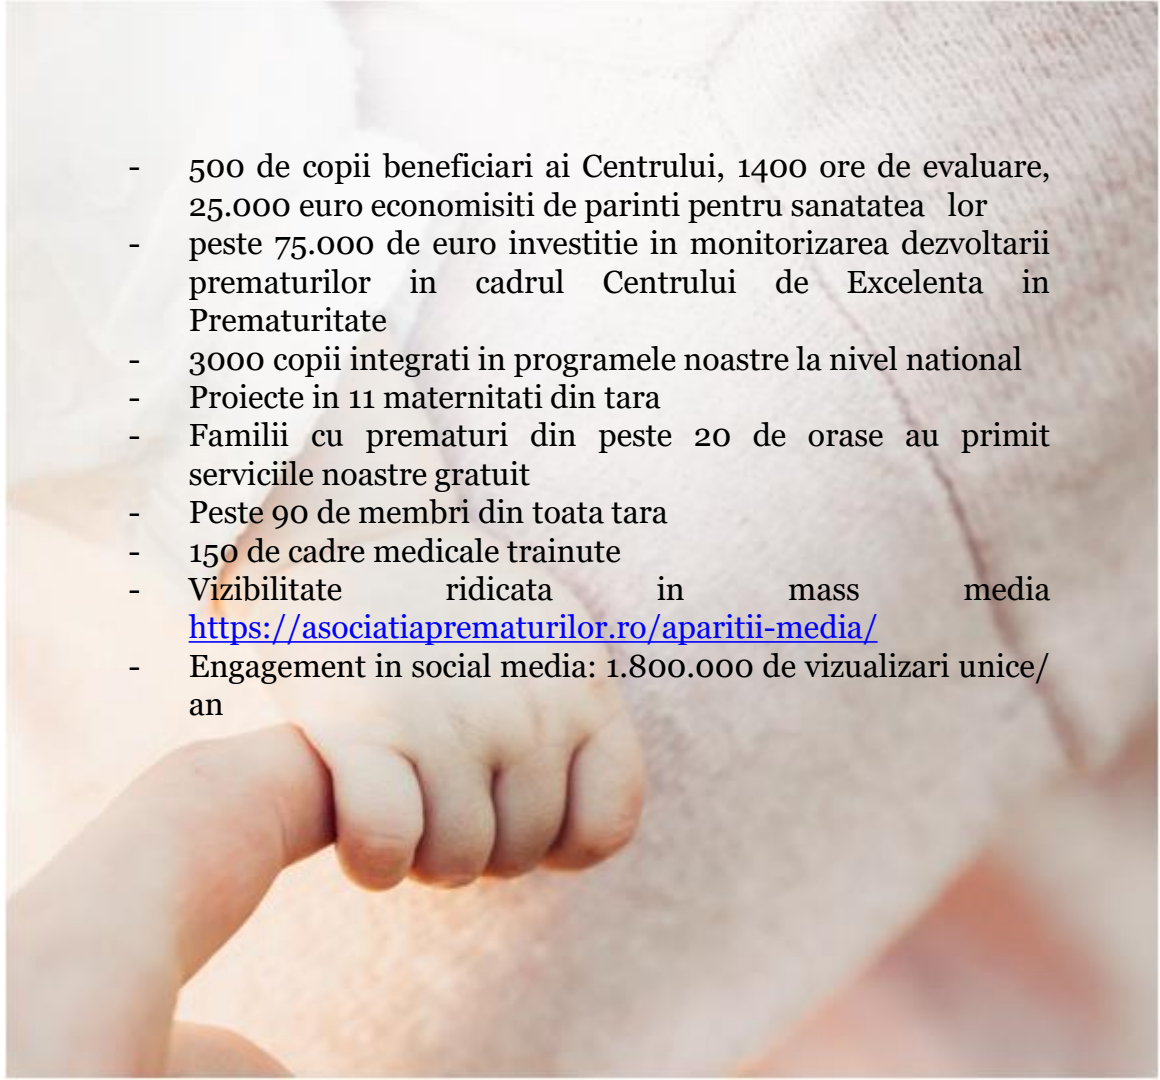 - 500 de copii beneficiari ai Centrului, 1400 ore de evaluare,
25.000 euro economisiti de parinti pentru sanatatea lor
- peste 75.000 de euro investitie in monitorizarea dezvoltarii
prematurilor in cadrul Centrului de Excelenta in
Prematuritate
- 3000 copii integrati in programele noastre la nivel national
- Proiecte in 11 maternitati din tara
- Familii cu prematuri din peste 20 de orase au primit
serviciile noastre gratuit
- Peste 90 de membri din toata tara
- 150 de cadre medicale trainute
- Vizibilitate ridicata in mass media
https://asociatiaprematurilor.ro/aparitii-media/
- Engagement in social media: 1.800.000 de vizualizari unice/
an